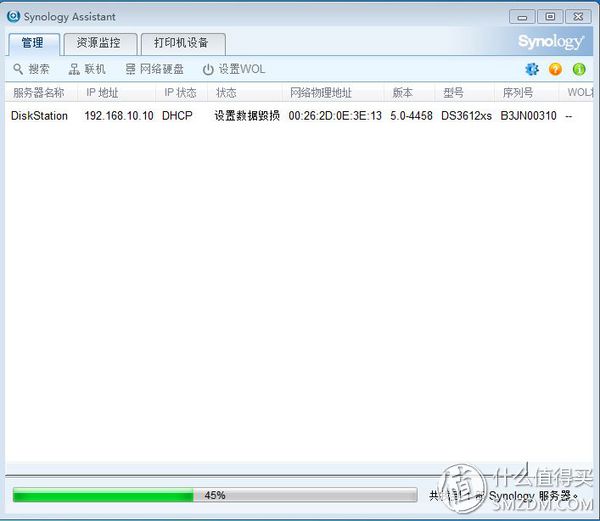 Synology Assistant
管理 资源监控 打印机设备 Synology
搜索 联机 网络硬盘 设置WOL
服务器名称 IP 地址 IP 状态 状态 网络物理地址 版本 型号 序列号
DiskStation 192.168.10.10 DHCP 设置数据毁损 00:26:2D:0E:3E:13 5.0-4458 DS3612xs B3JN00310 --
45% 共 1 Synology 服务器。
值 什么值得买
SMZDM.COM